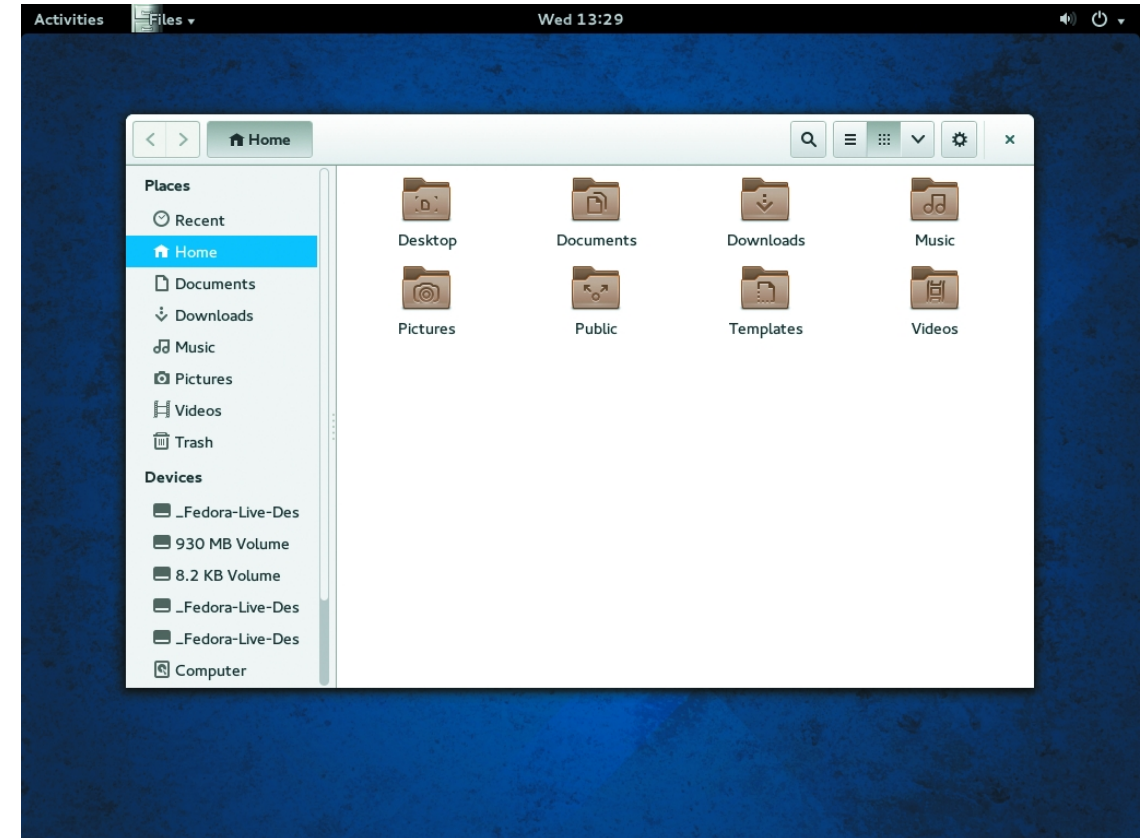 Activities Files Wed 13:29
Home
Places
Recent
Home
Documents
Downloads
Music
Pictures
Videos
Trash
Devices
_Fedora-Live-Des
930 MB Volume
8.2 KB Volume
_Fedora-Live-Des
_Fedora-Live-Des
Computer
Desktop Documents Downloads Music
Pictures Public Templates Videos